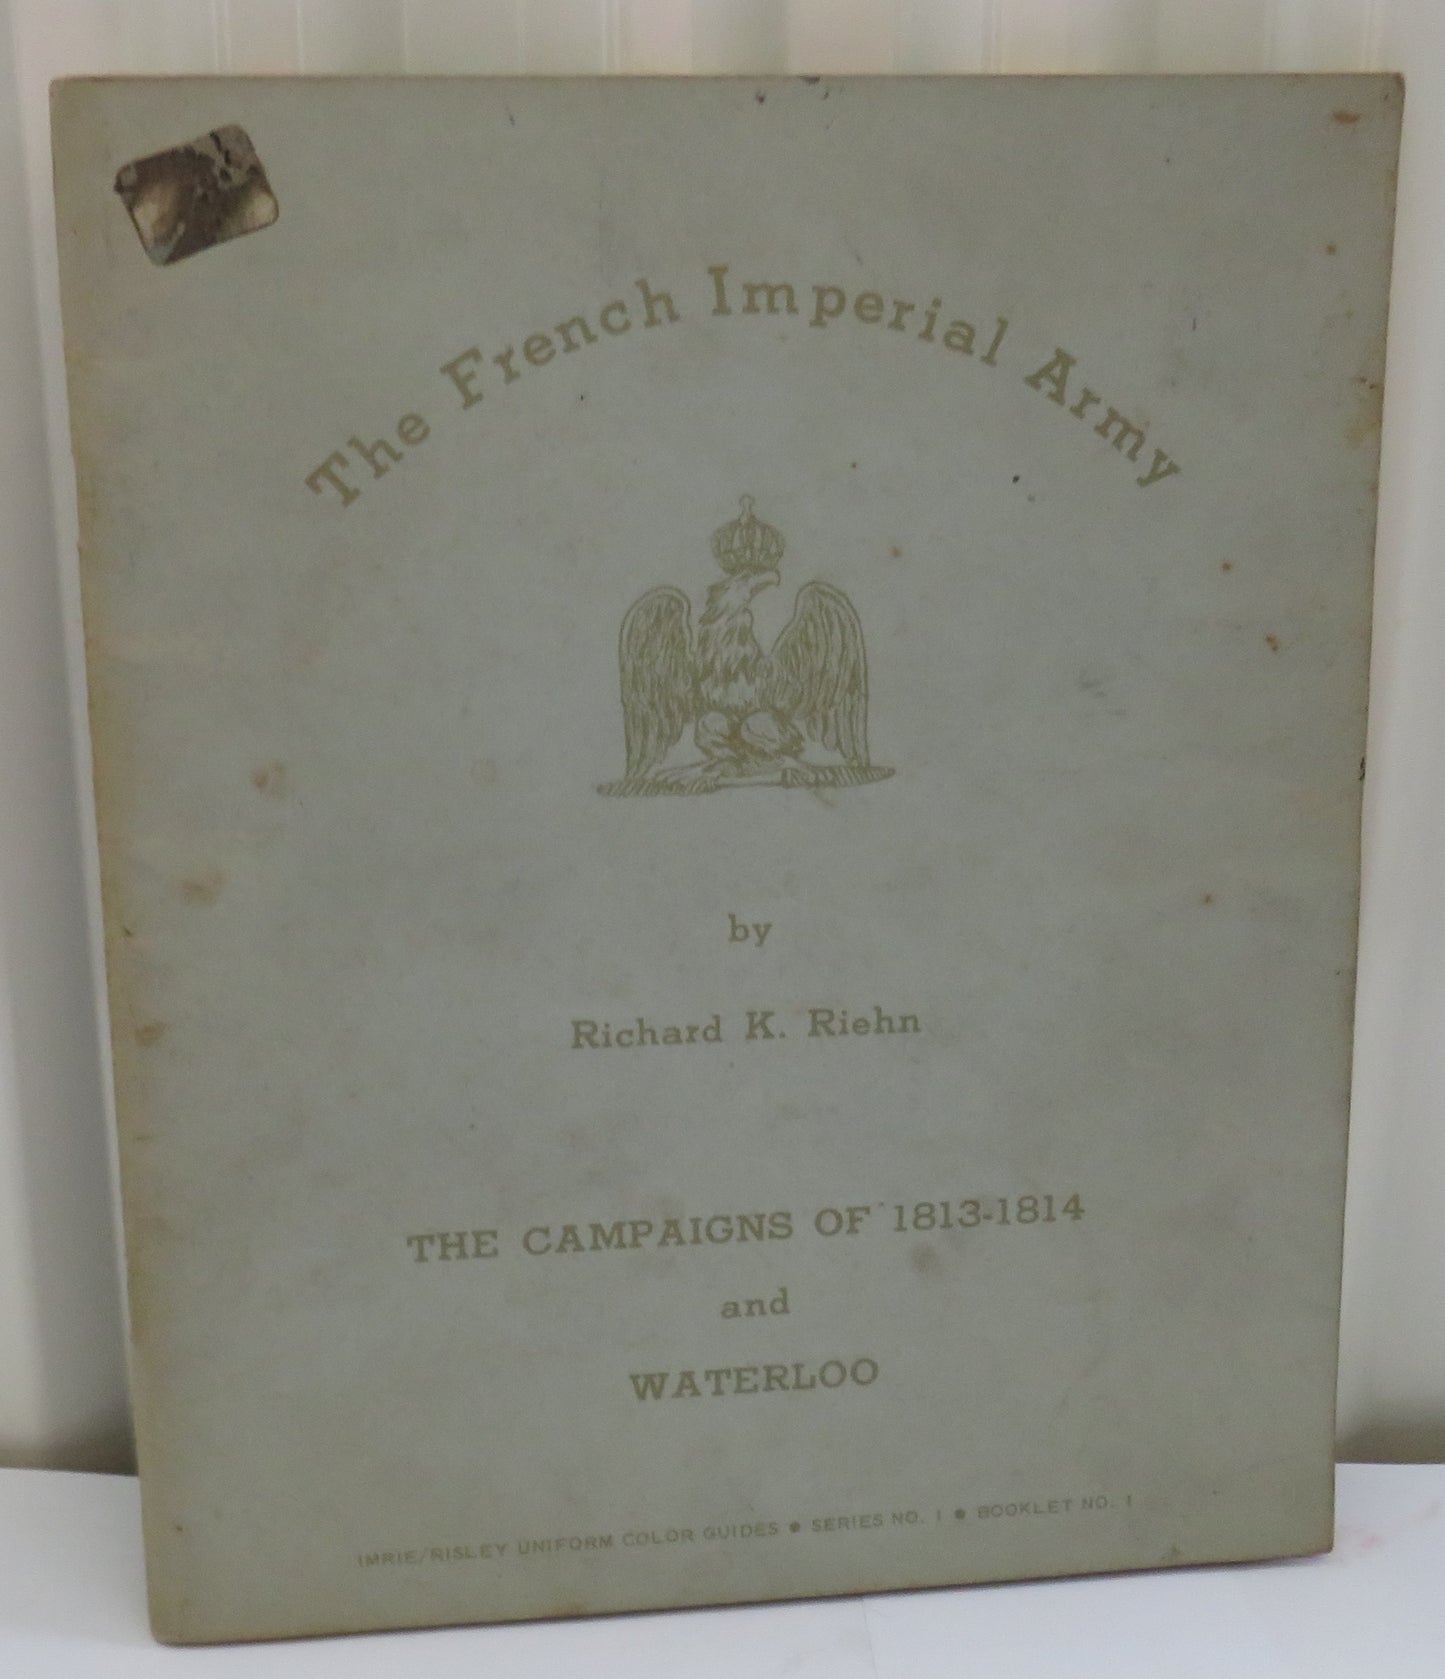 The French Imperial Army
by
Richard K. Riehn
THE CAMPAIGNS OF 1813-1814
and
WATERLOO
IMRIE/RISLEY UNIFORM COLOR GUIDES ● SERIES NO. 1 ● BOOKLET NO. 1